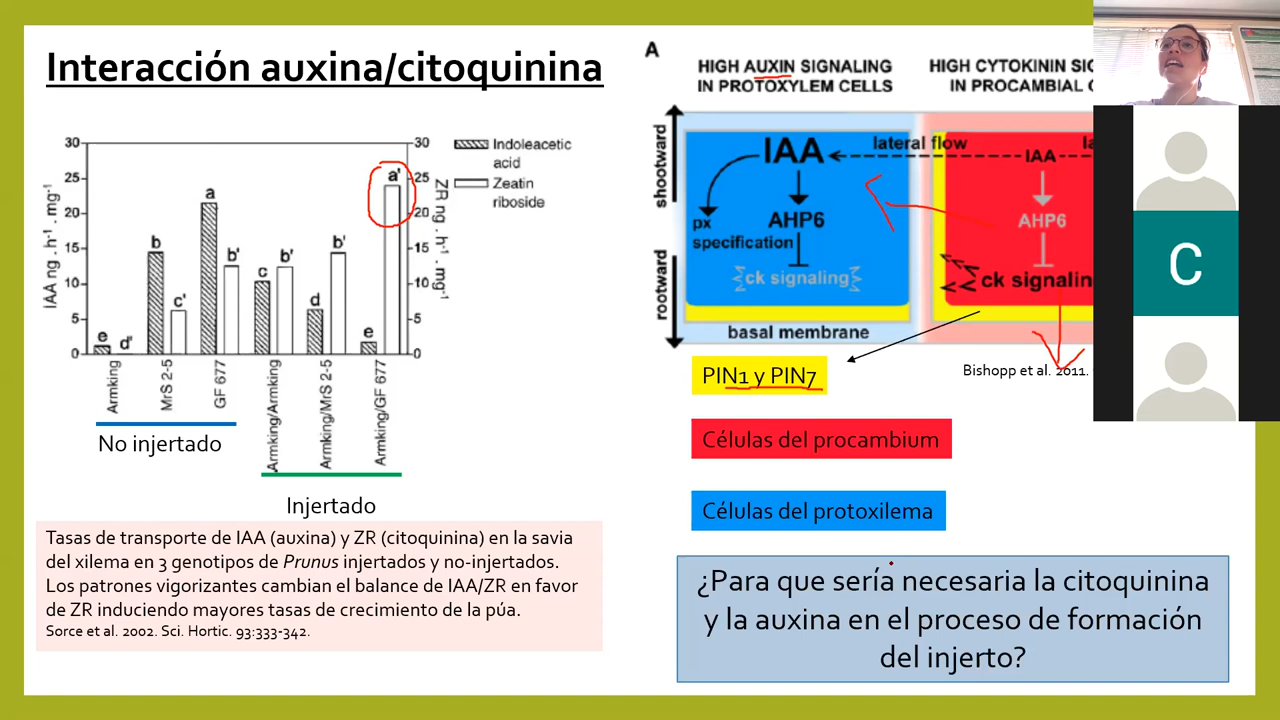 Interacción auxina/citoquinina
30
25
20
15
10
5
0
IAA ng . h⁻¹ . mg⁻¹
30
25
20
15
10
5
0
ZR ng . h⁻¹ . mg⁻¹
Indoleacetic
acid
Zeatin
riboside
e
d'
b
c'
a
b'
c
b'
d
b'
e
a'
Armking
MrS 2-5
GF 677
Armking/Armking
Armking/MrS 2-5
Armking/GF 677
No injertado
Injertado
Tasas de transporte de IAA (auxina) y ZR (citoquinina) en la savia
del xilema en 3 genotipos de Prunus injertados y no-injertados.
Los patrones vigorizantes cambian el balance de IAA/ZR en favor
de ZR induciendo mayores tasas de crecimiento de la púa.
Sorce et al. 2002. Sci. Hortic. 93:333-342.
A
HIGH AUXIN SIGNALING
IN PROTOXYLEM CELLS
HIGH CYTOKININ
IN PROCAMBIAL
shootward
rootward
IAA
lateral flow
IAA
px
specification
AHP6
AHP6
ck signaling
ck
basal membrane
PIN1 y PIN7
Bishopp et al. 2011.
Células del procambium
Células del protoxilema
¿Para que sería necesaria la citoquinina
y la auxina en el proceso de formación
del injerto?
C